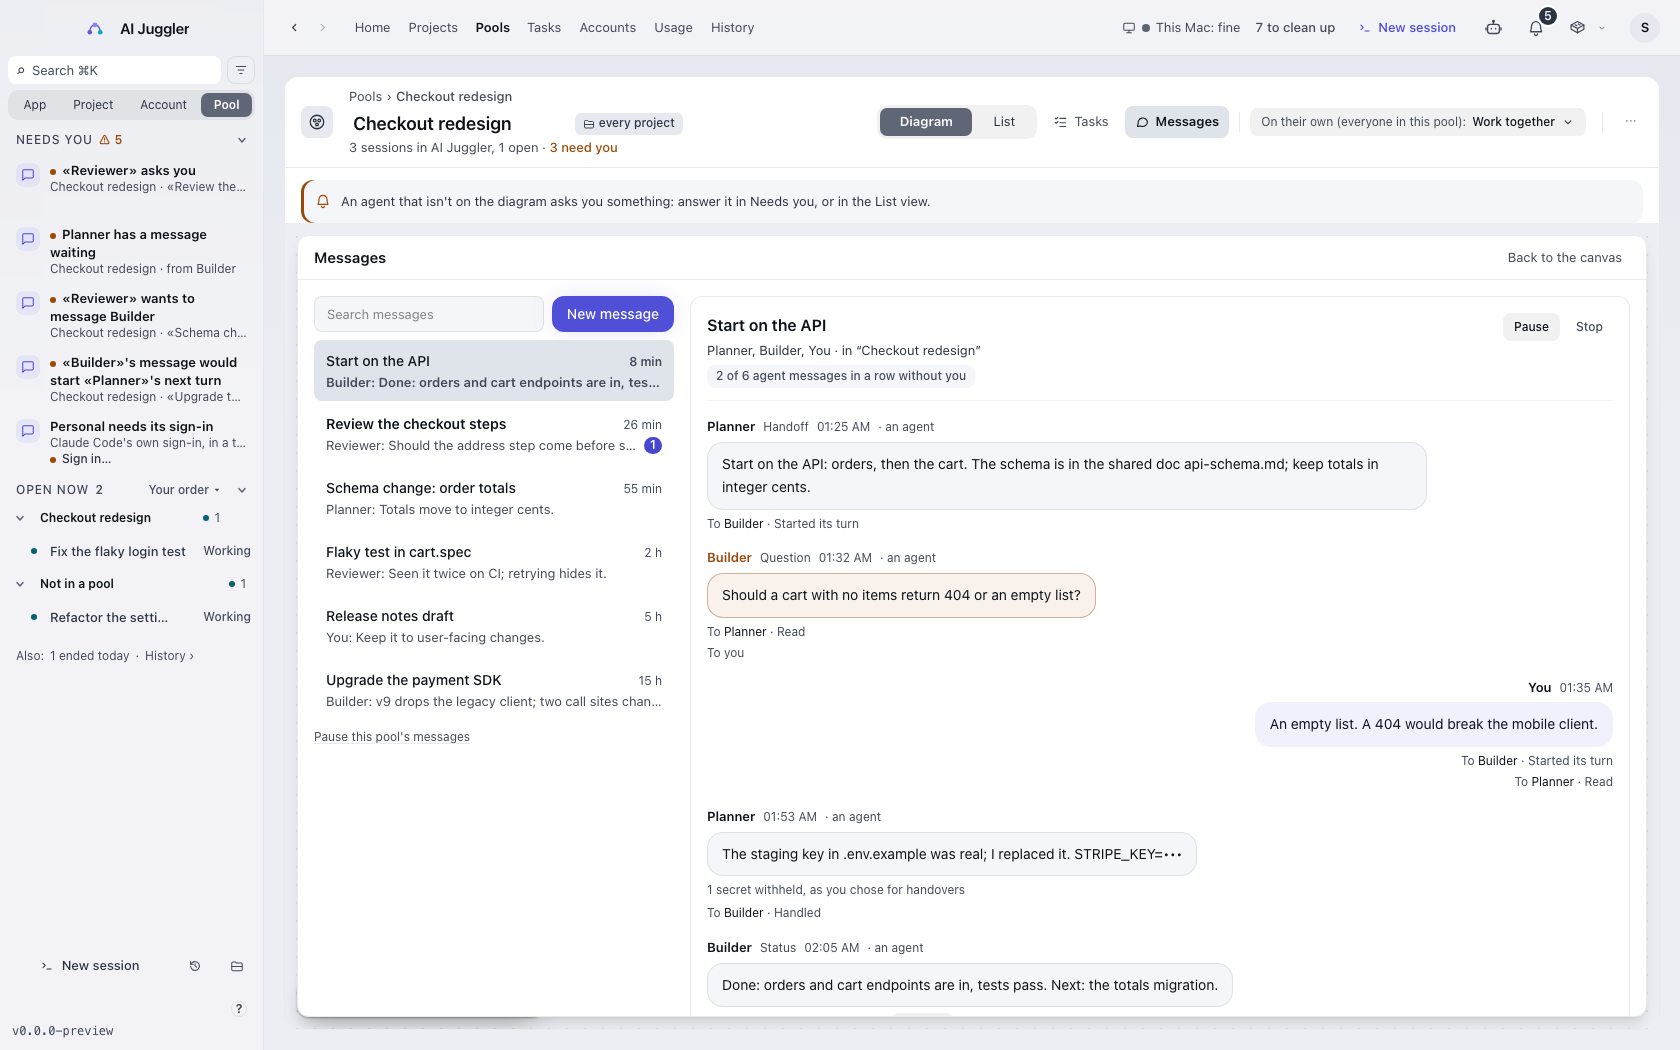 AI Juggler
Search ⌘K
App Project Account Pool
NEEDS YOU 5
«Reviewer» asks you
Checkout redesign · «Review the…
Planner has a message
waiting
Checkout redesign · from Builder
«Reviewer» wants to
message Builder
Checkout redesign · «Schema ch…
«Builder»'s message would
start «Planner»'s next turn
Checkout redesign · «Upgrade t…
Personal needs its sign-in
Claude Code's own sign-in, in a t…
Sign in…
OPEN NOW 2 Your order
Checkout redesign 1
Fix the flaky login test Working
Not in a pool 1
Refactor the setti… Working
Also: 1 ended today · History ›
New session
?
v0.0.0-preview
Home Projects Pools Tasks Accounts Usage History
This Mac: fine 7 to clean up New session 5 S
Pools › Checkout redesign
Checkout redesign every project
3 sessions in AI Juggler, 1 open · 3 need you
Diagram List Tasks Messages On their own (everyone in this pool): Work together ···
An agent that isn't on the diagram asks you something: answer it in Needs you, or in the List view.
Messages Back to the canvas
Search messages New message
Start on the API 8 min
Builder: Done: orders and cart endpoints are in, tes…
Review the checkout steps 26 min
Reviewer: Should the address step come before s… 1
Schema change: order totals 55 min
Planner: Totals move to integer cents.
Flaky test in cart.spec 2 h
Reviewer: Seen it twice on CI; retrying hides it.
Release notes draft 5 h
You: Keep it to user-facing changes.
Upgrade the payment SDK 15 h
Builder: v9 drops the legacy client; two call sites chan…
Pause this pool's messages
Start on the API Pause Stop
Planner, Builder, You · in “Checkout redesign”
2 of 6 agent messages in a row without you
Planner Handoff 01:25 AM · an agent
Start on the API: orders, then the cart. The schema is in the shared doc api-schema.md; keep totals in
integer cents.
To Builder · Started its turn
Builder Question 01:32 AM · an agent
Should a cart with no items return 404 or an empty list?
To Planner · Read
To you
You 01:35 AM
An empty list. A 404 would break the mobile client.
To Builder · Started its turn
To Planner · Read
Planner 01:53 AM · an agent
The staging key in .env.example was real; I replaced it. STRIPE_KEY=•••
1 secret withheld, as you chose for handovers
To Builder · Handled
Builder Status 02:05 AM · an agent
Done: orders and cart endpoints are in, tests pass. Next: the totals migration.